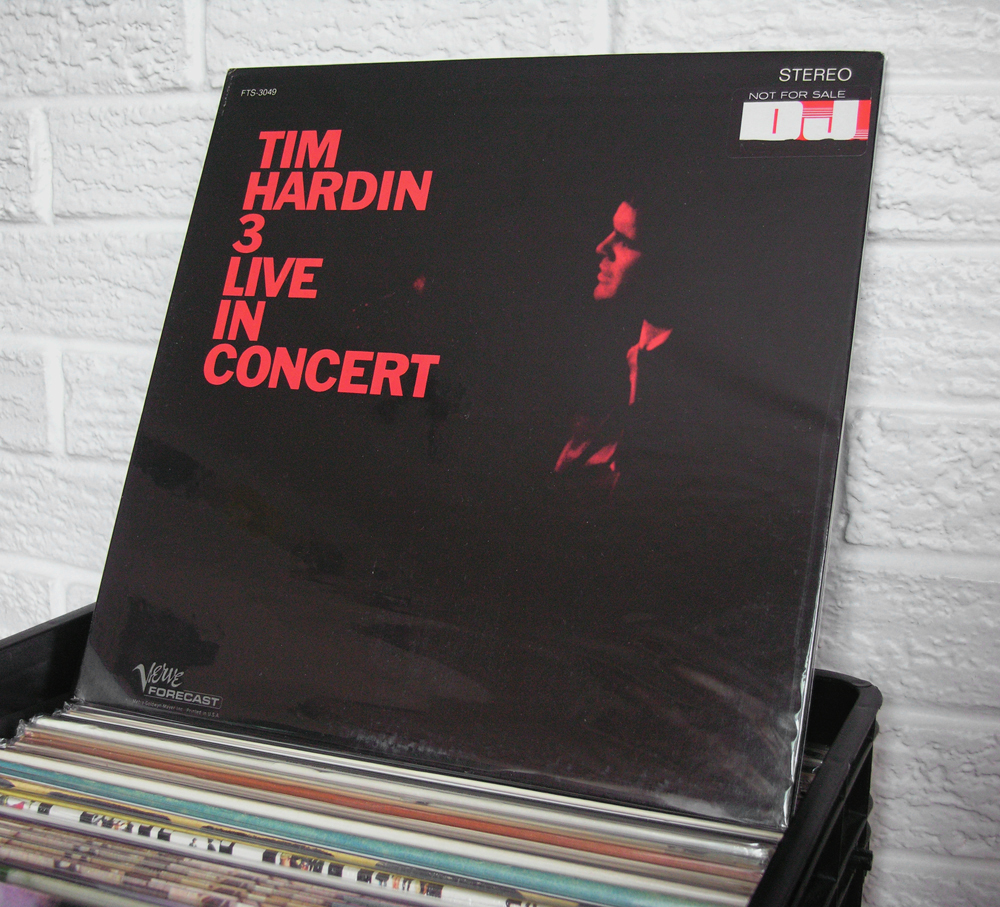 FTS-3049
STEREO
NOT FOR SALE
DJ
TIM
HARDIN
3
LIVE
IN
CONCERT
Verve
FORECAST